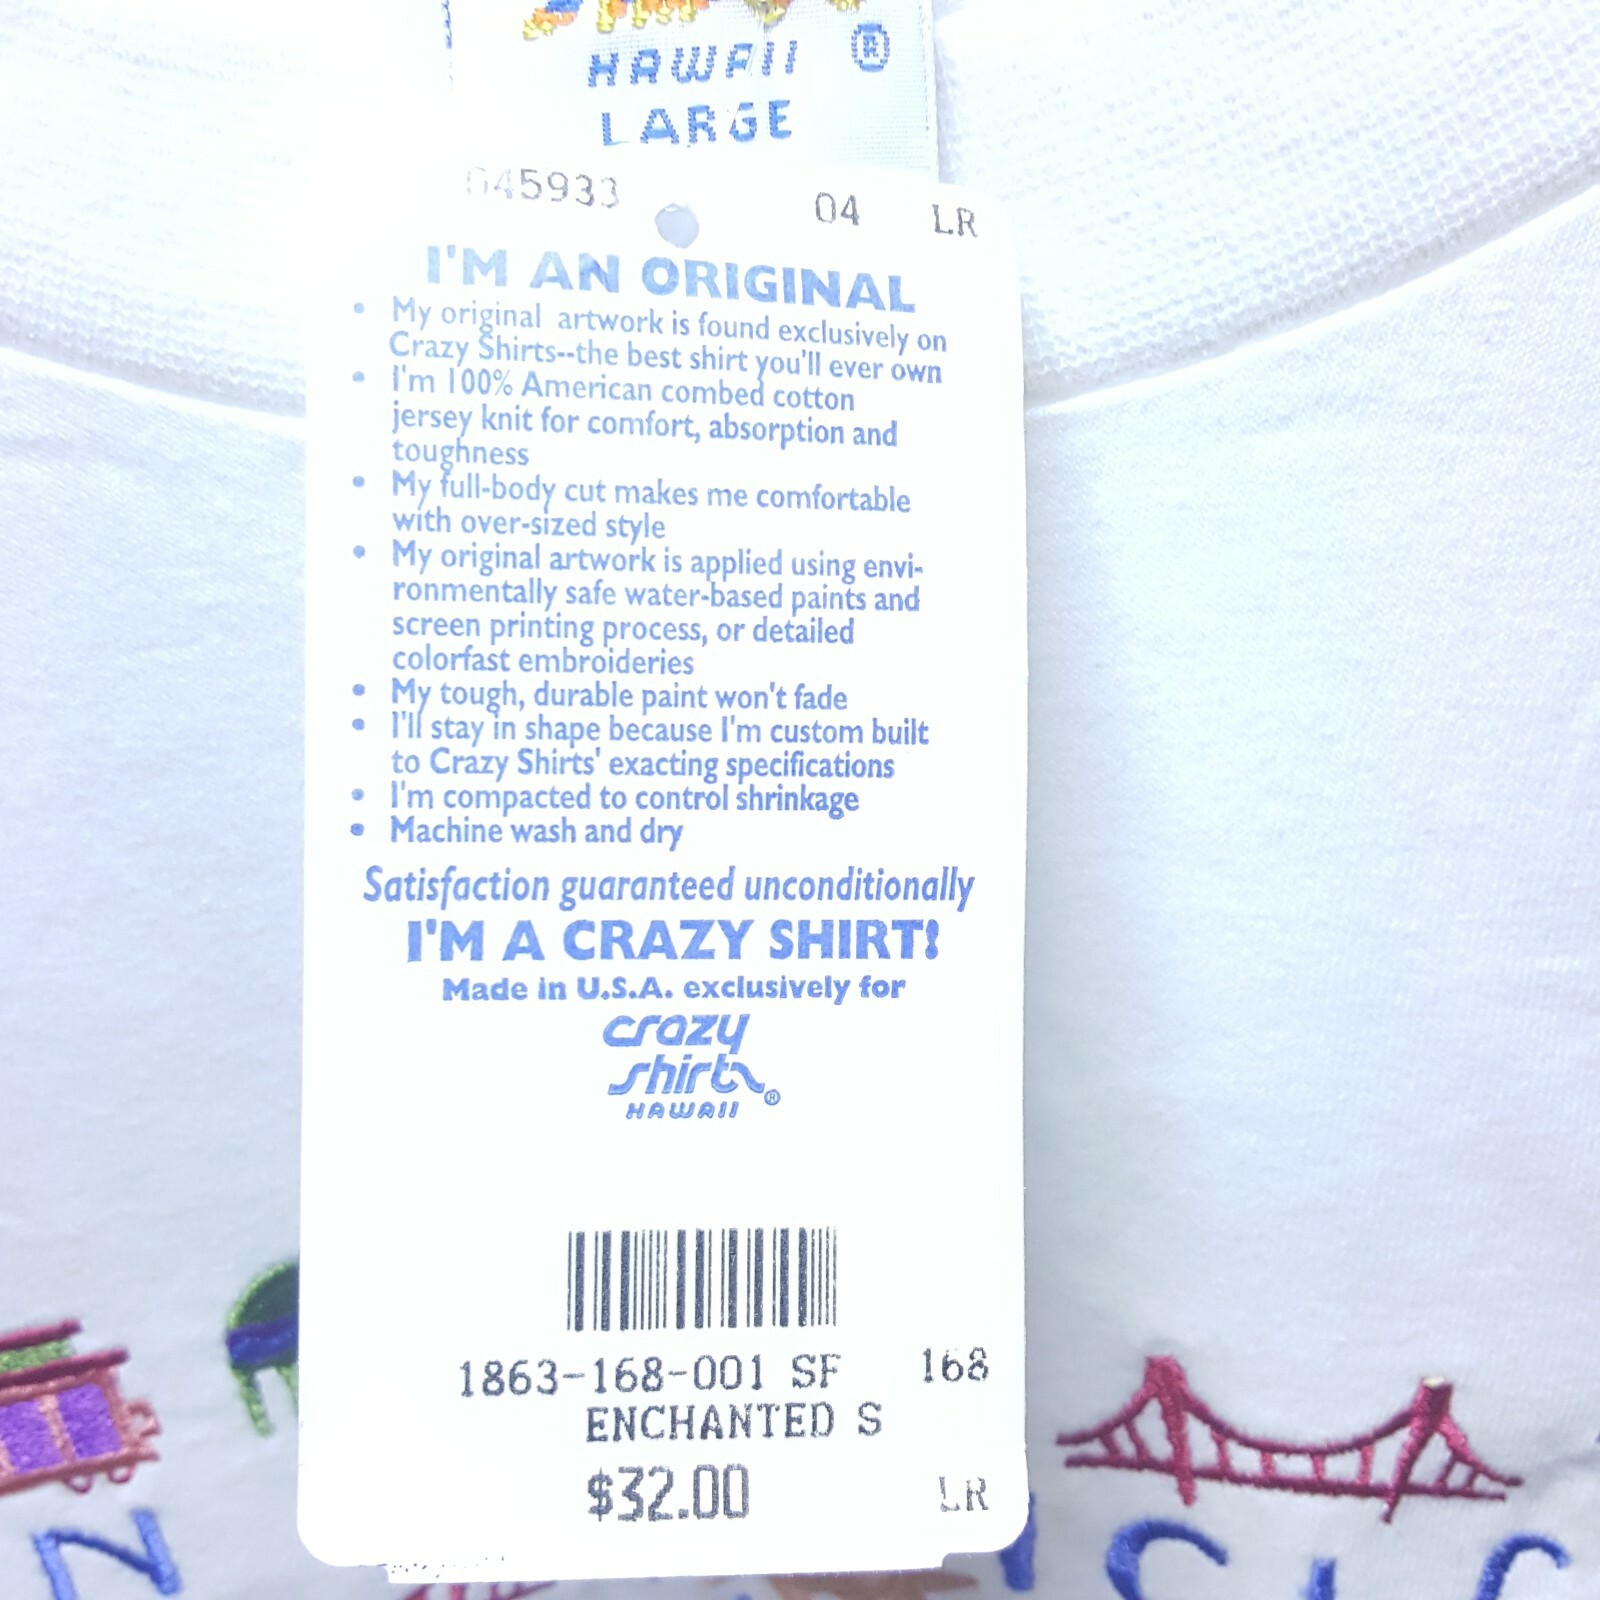 HAWAII ®
LARGE
645933 04 LR
I'M AN ORIGINAL
• My original artwork is found exclusively on
Crazy Shirts--the best shirt you'll ever own
• I'm 100% American combed cotton
jersey knit for comfort, absorption and
toughness
• My full-body cut makes me comfortable
with over-sized style
• My original artwork is applied using envi-
ronmentally safe water-based paints and
screen printing process, or detailed
colorfast embroideries
• My tough, durable paint won't fade
• I'll stay in shape because I'm custom built
to Crazy Shirts' exacting specifications
• I'm compacted to control shrinkage
• Machine wash and dry
Satisfaction guaranteed unconditionally
I'M A CRAZY SHIRT!
Made in U.S.A. exclusively for
crazy
shirts
HAWAII ®
1863-168-001 SF 168
ENCHANTED S
$32.00 LR